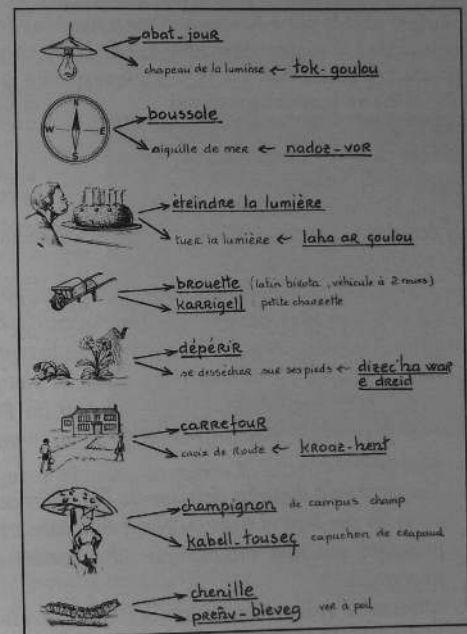 abat-jour
chapeau de la lumière ← tok-goulou
N
W E
S
boussole
aiguille de mer ← nadoz-vor
éteindre la lumière
tuer la lumière ← laha ar goulou
brouette (latin birota, véhicule à 2 roues)
karrigell petite charrette
dépérir
se dessécher sur ses pieds ← dizec'ha war
e dreid
carrefour
croix de route ← kroaz-hent
champignon de campus champ
kabell-touseg capuchon de crapaud
chenille
preñv-bleveg ver à poil